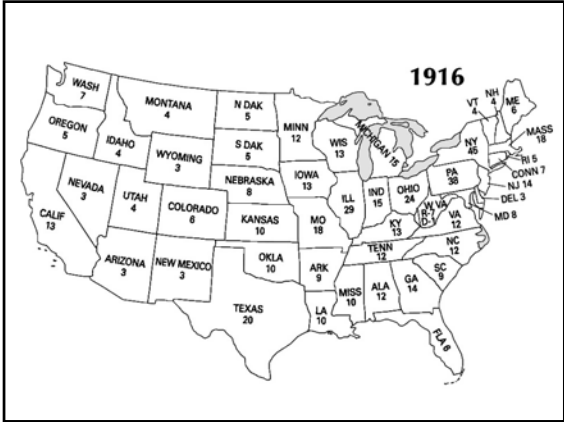 1916
WASH
7
OREGON
5
CALIF
13
NEVADA
3
IDAHO
4
MONTANA
4
WYOMING
3
UTAH
4
COLORADO
6
ARIZONA
3
NEW MEXICO
3
N DAK
5
S DAK
5
NEBRASKA
8
KANSAS
10
OKLA
10
TEXAS
20
MINN
12
IOWA
13
MO
18
ARK
9
LA
10
WIS
13
ILL
29
MICHIGAN 15
IND
15
OHIO
24
KY
13
TENN
12
MISS
10
ALA
12
GA
14
FLA 6
SC
9
NC
12
VA
12
W VA
R-7
D-1
PA
38
NY
45
VT
4
NH
4
ME
6
MASS
18
RI 5
CONN 7
NJ 14
DEL 3
MD 8